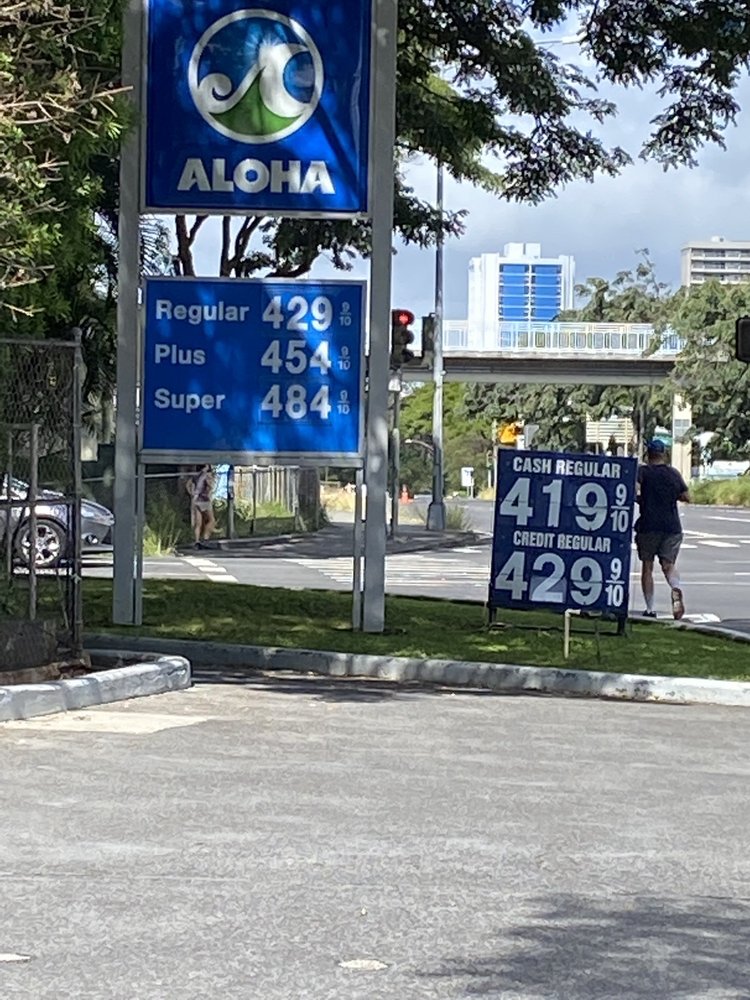 ALOHA
Regular 429 9/10
Plus 454 9/10
Super 484 9/10
CASH REGULAR
419 9/10
CREDIT REGULAR
429 9/10